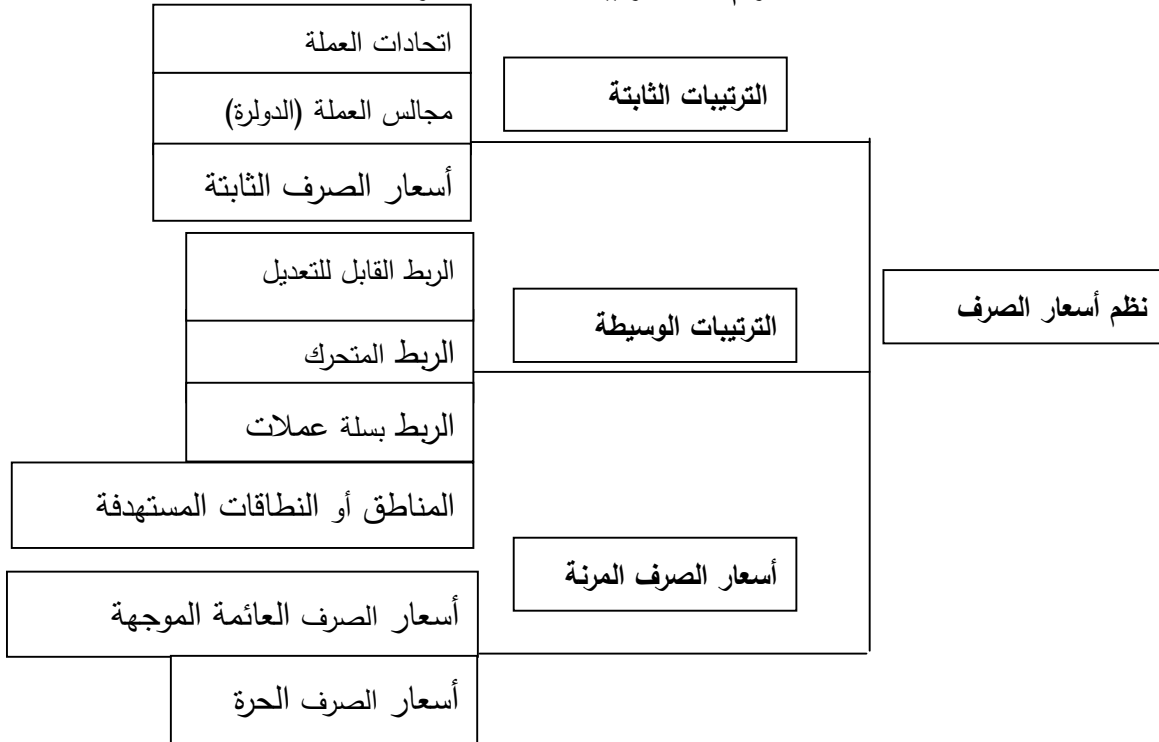 نظم أسعار الصرف
الترتيبات الثابتة
اتحادات العملة
مجالس العملة (الدولرة)
أسعار الصرف الثابتة
الترتيبات الوسيطة
الربط القابل للتعديل
الربط المتحرك
الربط بسلة عملات
المناطق أو النطاقات المستهدفة
أسعار الصرف المرنة
أسعار الصرف العائمة الموجهة
أسعار الصرف الحرة